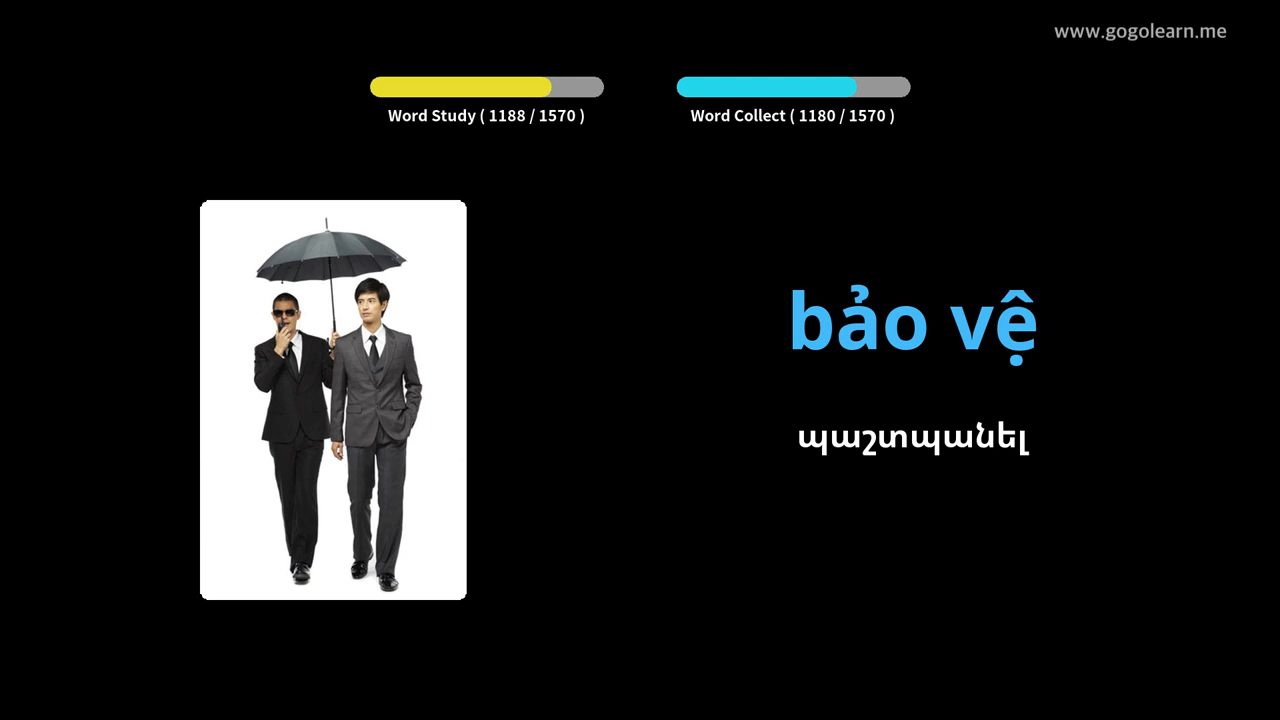 www.gogolearn.me
Word Study ( 1188 / 1570 )
Word Collect ( 1180 / 1570 )
bảo vệ
պաշտպանել